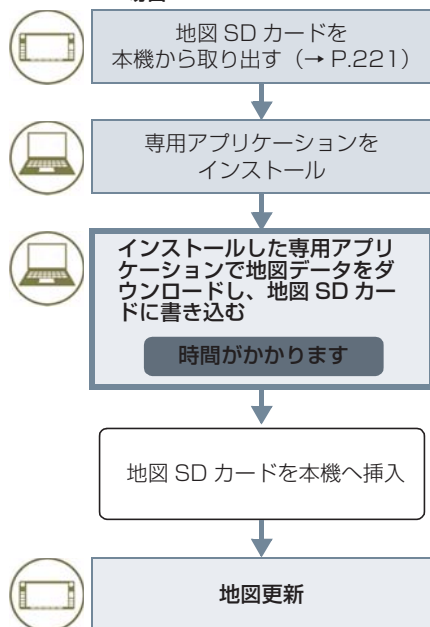 地図 SD カードを
本機から取り出す（→ P.221）
専用アプリケーションを
インストール
インストールした専用アプリ
ケーションで地図データをダ
ウンロードし、地図 SD カー
ドに書き込む
時間がかかります
地図 SD カードを本機へ挿入
地図更新